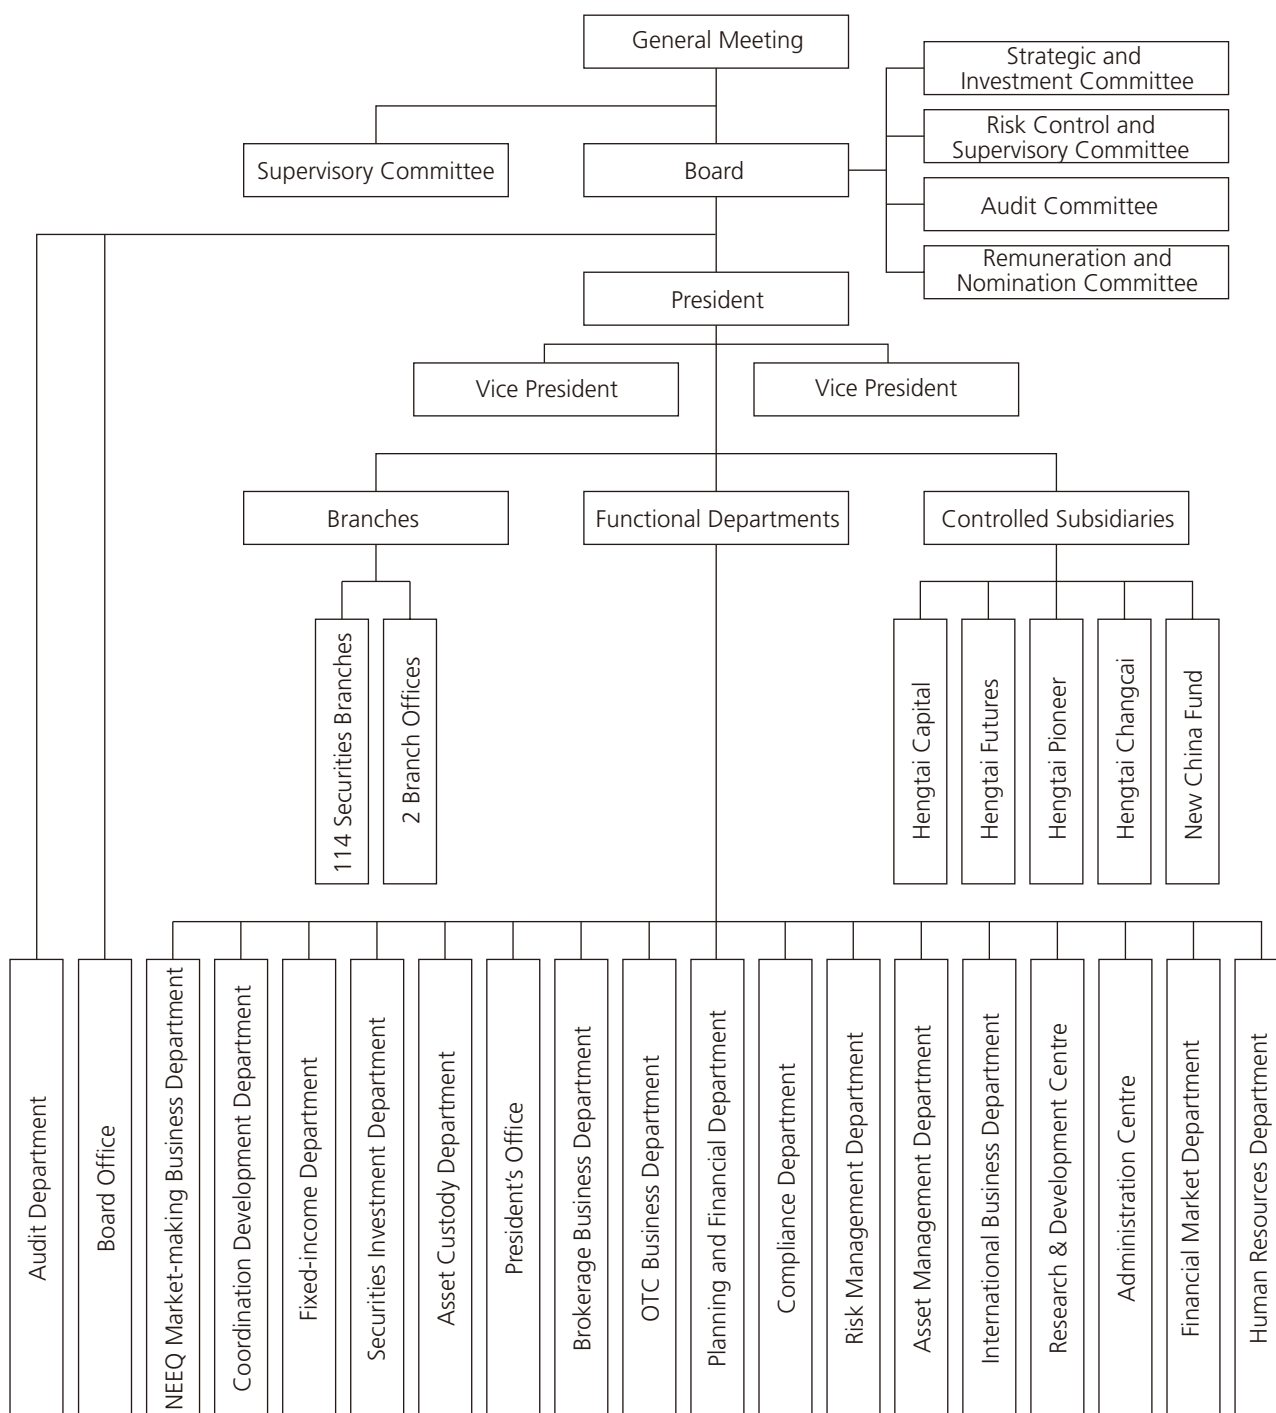 General Meeting
Strategic and
Investment Committee
Risk Control and
Supervisory Committee
Supervisory Committee
Board
Audit Committee
Remuneration and
Nomination Committee
President
Vice President
Vice President
Branches
Functional Departments
Controlled Subsidiaries
114 Securities Branches
2 Branch Offices
Hengtai Capital
Hengtai Futures
Hengtai Pioneer
Hengtai Changcai
New China Fund
Audit Department
Board Office
NEEQ Market-making Business Department
Coordination Development Department
Fixed-income Department
Securities Investment Department
Asset Custody Department
President’s Office
Brokerage Business Department
OTC Business Department
Planning and Financial Department
Compliance Department
Risk Management Department
Asset Management Department
International Business Department
Research & Development Centre
Administration Centre
Financial Market Department
Human Resources Department